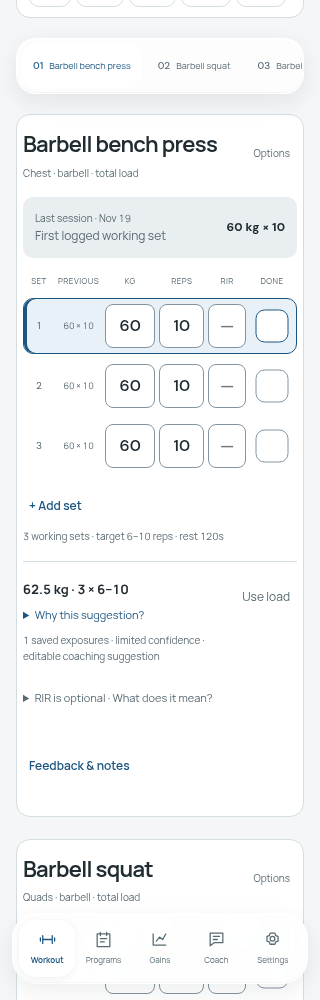 01 Barbell bench press 02 Barbell squat 03 Barbel
Barbell bench press
Options
Chest · barbell · total load
Last session · Nov 19
First logged working set
60 kg × 10
SET PREVIOUS KG REPS RIR DONE
1 60 × 10 60 10 —
2 60 × 10 60 10 —
3 60 × 10 60 10 —
+ Add set
3 working sets · target 6–10 reps · rest 120s
62.5 kg · 3 × 6–10
Use load
▶ Why this suggestion?
1 saved exposures · limited confidence ·
editable coaching suggestion
▶ RIR is optional · What does it mean?
Feedback & notes
Barbell squat
Options
Quads · barbell · total load
Workout Programs Gains Coach Settings